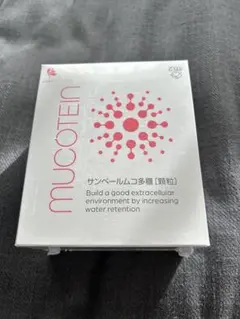 MUCOTEIN
サンベールムコ多糖［顆粒］
Build a good extracellular
environment by increasing
water retention